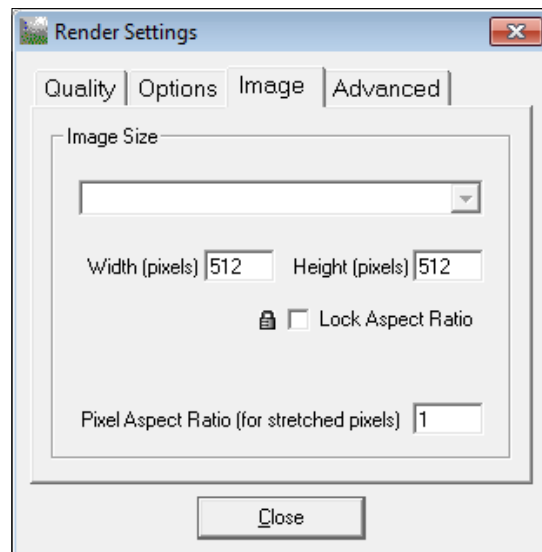 Render Settings
Quality Options Image Advanced
Image Size
Width (pixels) 512 Height (pixels) 512
Lock Aspect Ratio
Pixel Aspect Ratio (for stretched pixels) 1
Close